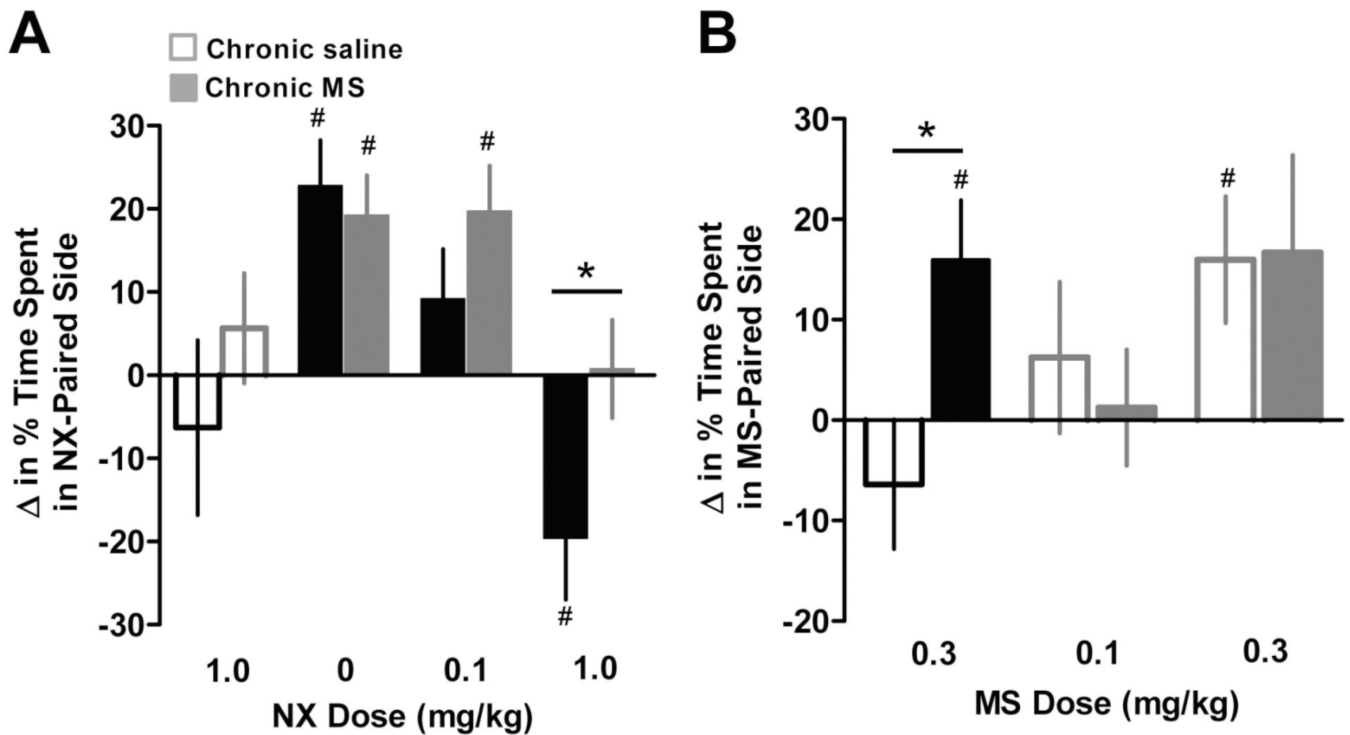 A
Chronic saline
Chronic MS
Δ in % Time Spent
in NX-Paired Side
30
20
10
0
-10
-20
-30
#
#
#
*
#
1.0
0
0.1
1.0
NX Dose (mg/kg)
B
Δ in % Time Spent
in MS-Paired Side
30
20
10
0
-10
-20
*
#
#
0.3
0.1
0.3
MS Dose (mg/kg)